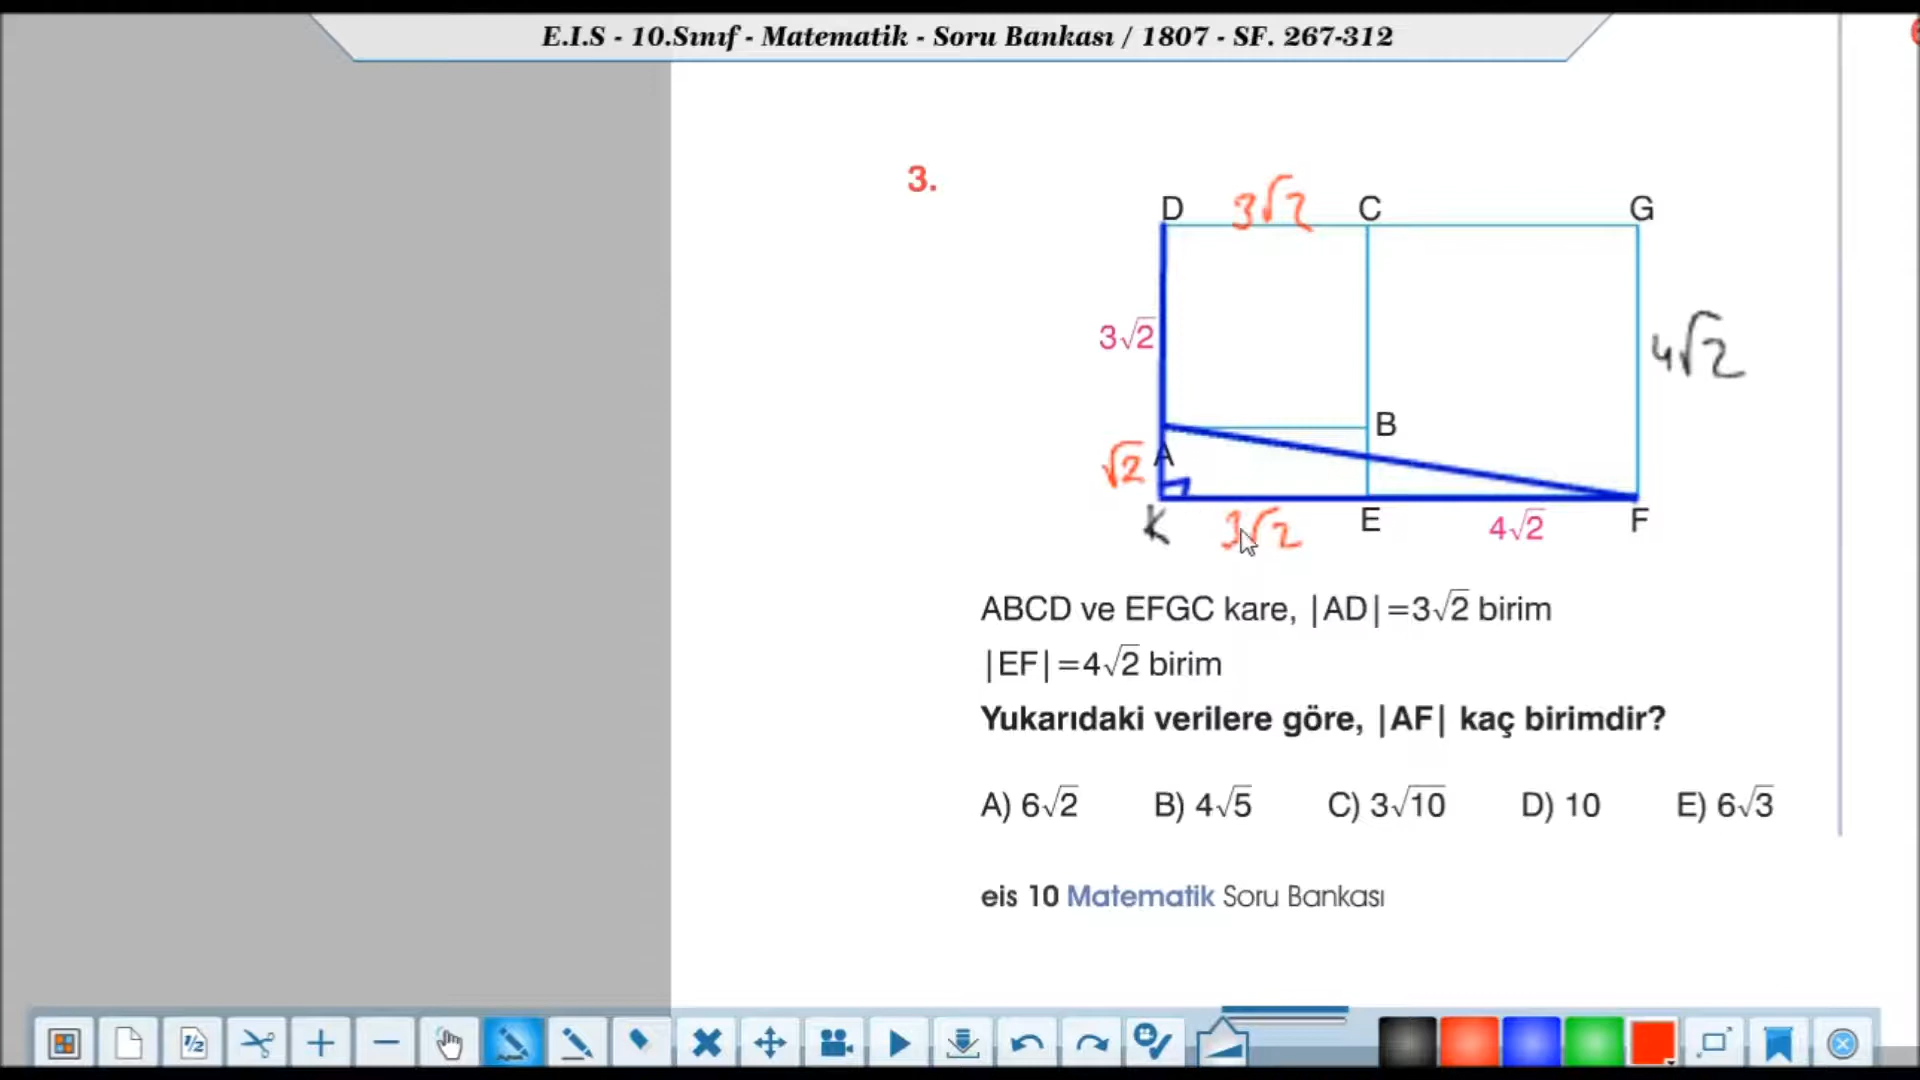 E.I.S - 10.Sınıf - Matematik - Soru Bankası / 1807 - SF. 267-312
3.
D 3√2 C G
3√2
4√2
B
√2 A
K 3√2 E 4√2 F
ABCD ve EFGC kare, |AD|=3√2 birim
|EF|=4√2 birim
Yukarıdaki verilere göre, |AF| kaç birimdir?
A) 6√2 B) 4√5 C) 3√10 D) 10 E) 6√3
eis 10 Matematik Soru Bankası
1/2